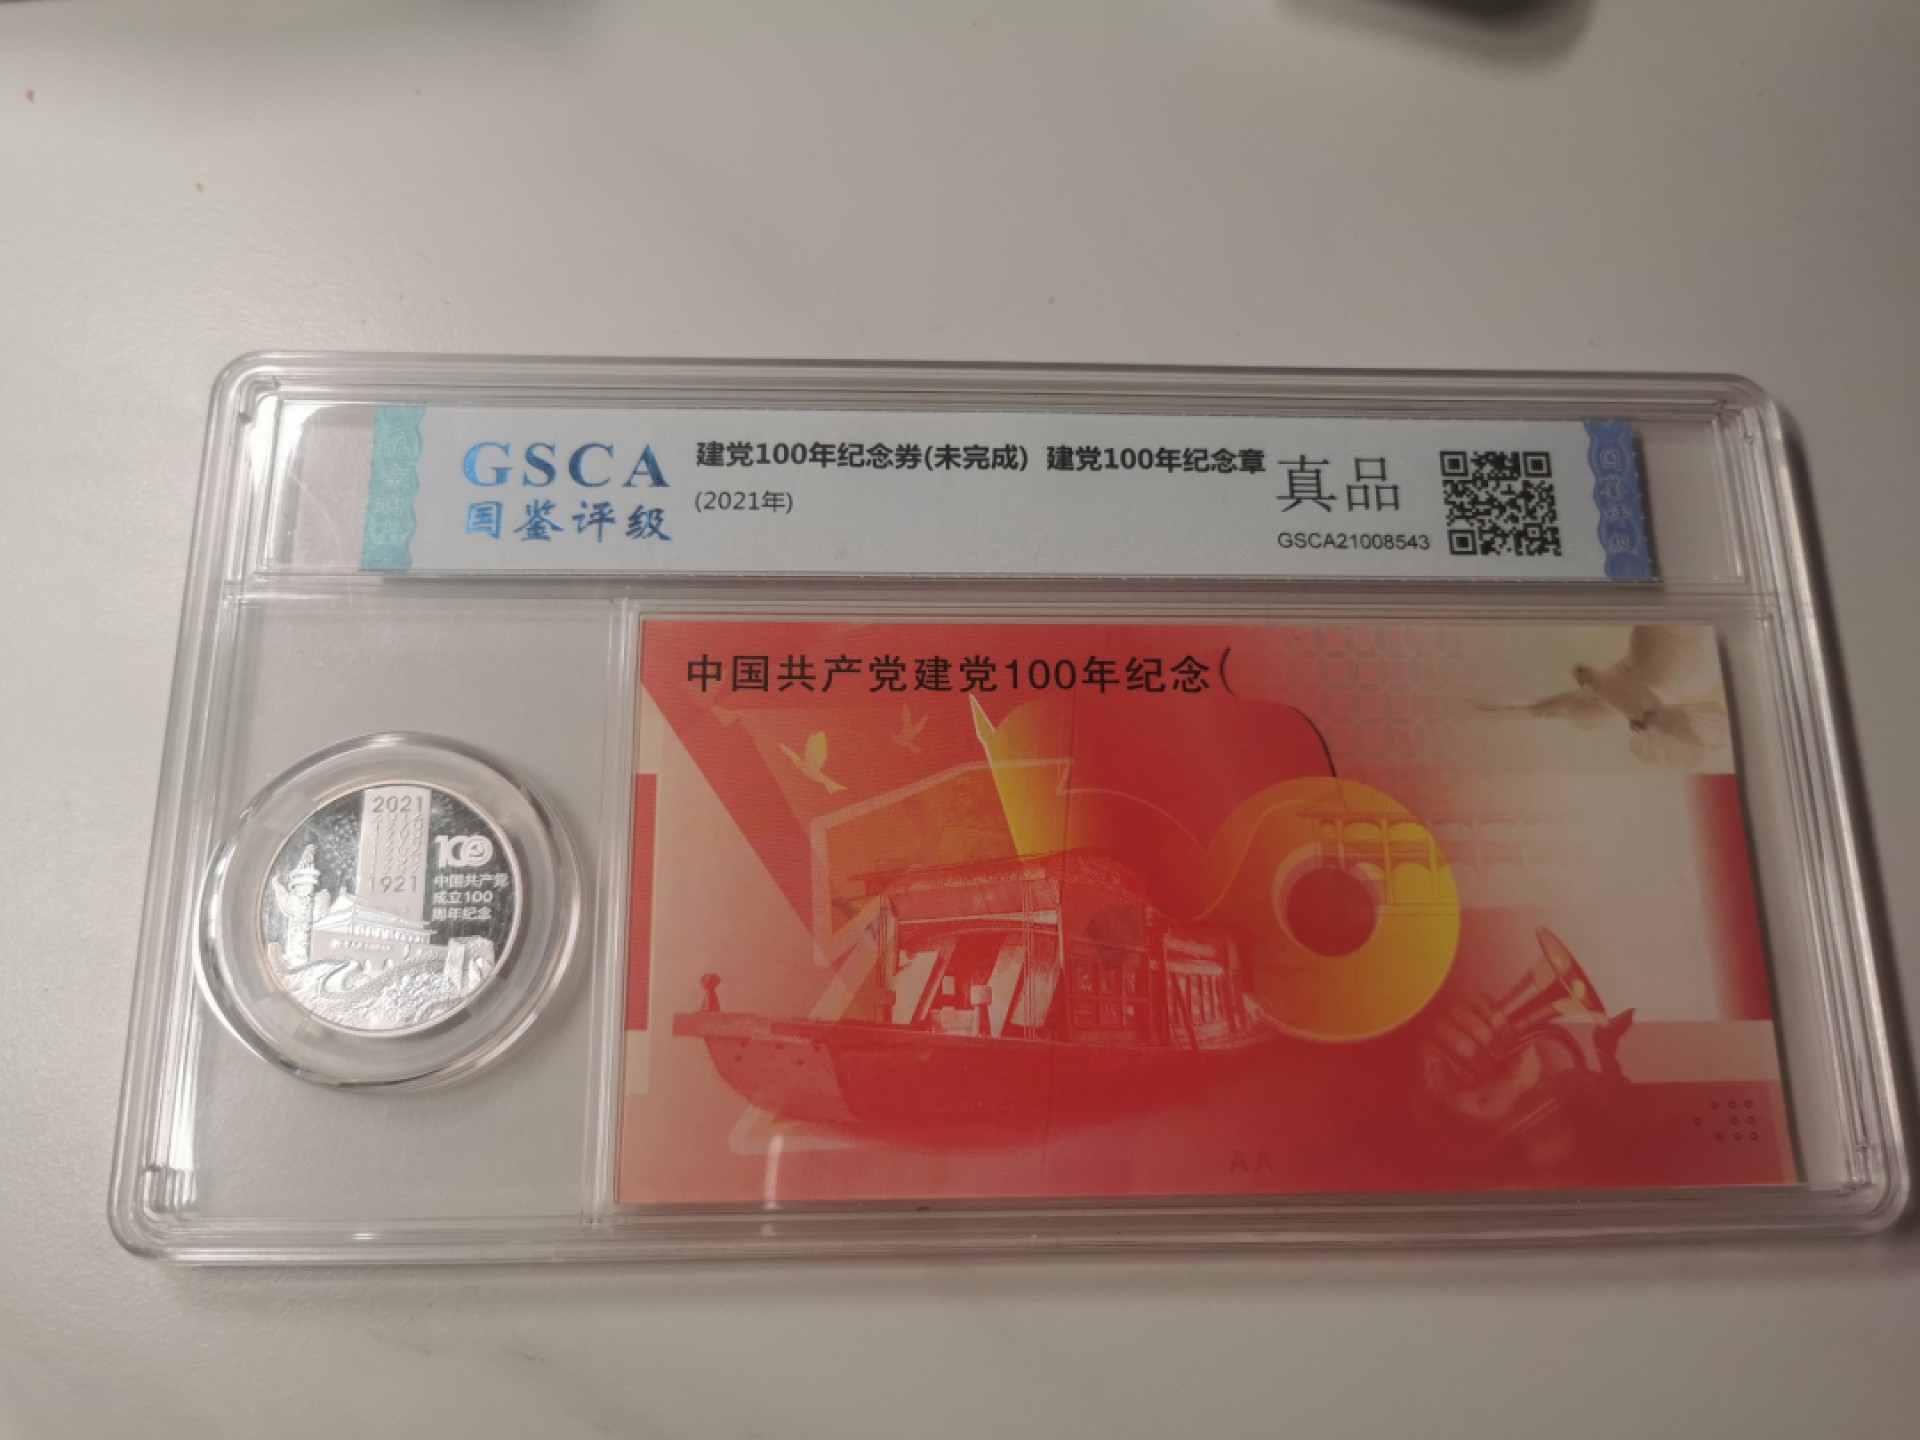 GSCA
国鉴评级
建党100年纪念券(未完成) 建党100年纪念章
(2021年)
真品
GSCA21008543
中国共产党建党100年纪念(
2021
1921
100
中国共产党
成立100
周年纪念
AA